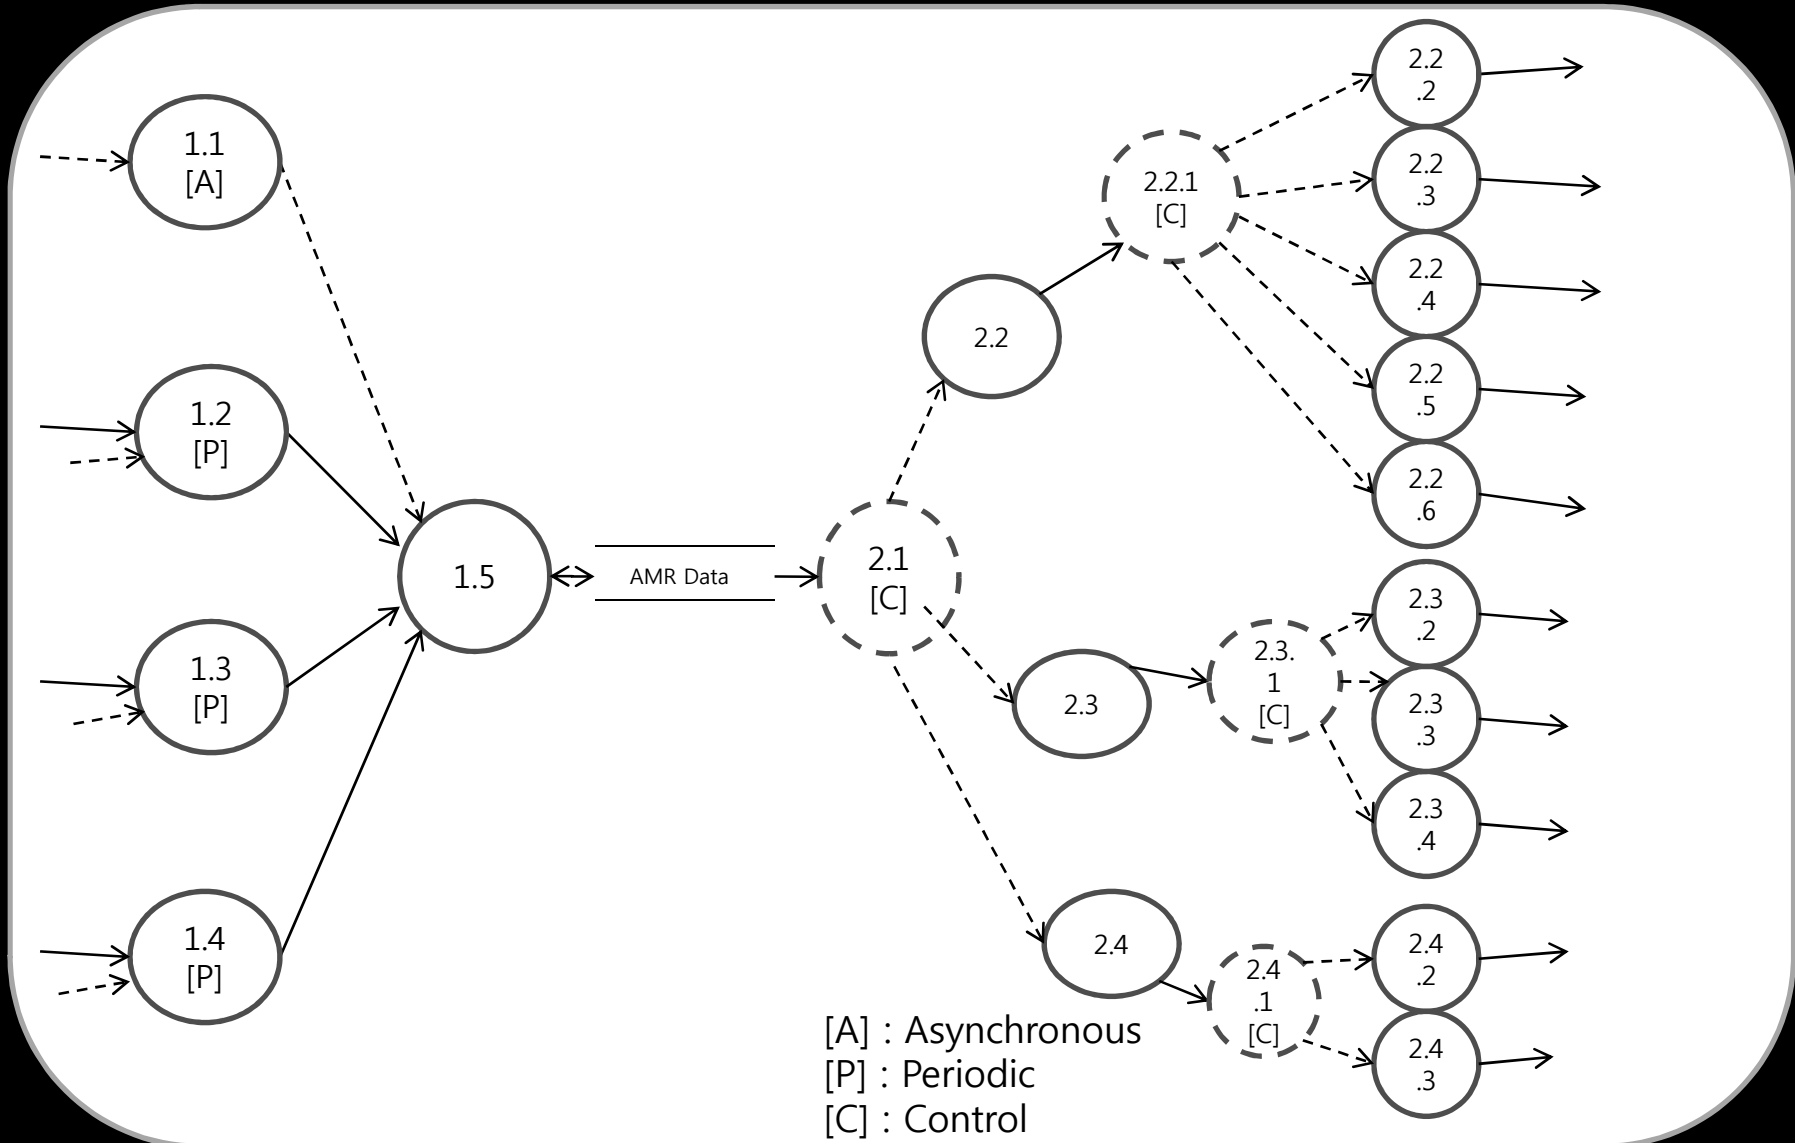 1.1
[A]
1.2
[P]
1.3
[P]
1.4
[P]
1.5
AMR Data
2.1
[C]
2.2
2.2.1
[C]
2.2
.2
2.2
.3
2.2
.4
2.2
.5
2.2
.6
2.3
2.3.
1
[C]
2.3
.2
2.3
.3
2.3
.4
2.4
2.4
.1
[C]
2.4
.2
2.4
.3
[A] : Asynchronous
[P] : Periodic
[C] : Control